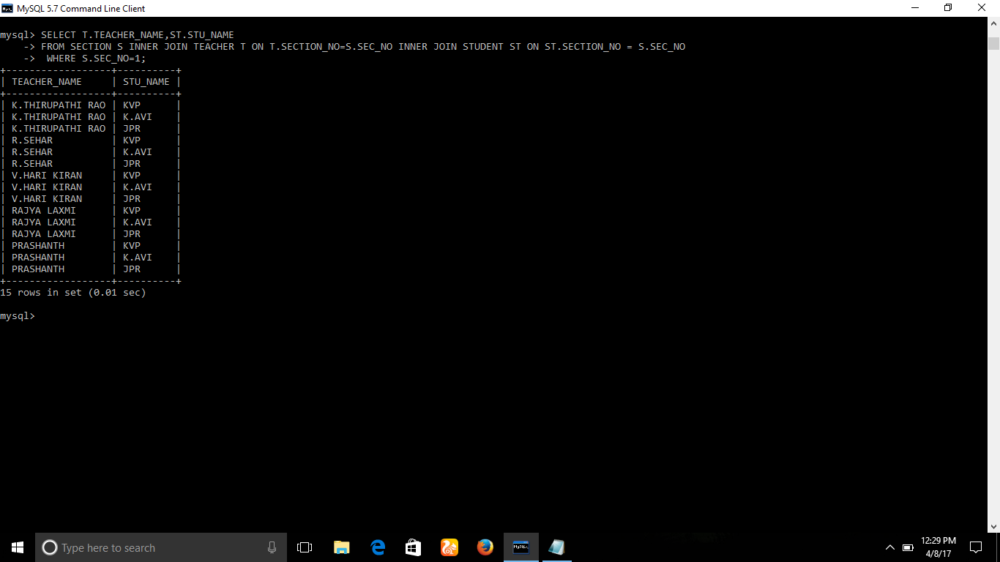 MySQL 5.7 Command Line Client
mysql> SELECT T.TEACHER_NAME,ST.STU_NAME
    -> FROM SECTION S INNER JOIN TEACHER T ON T.SECTION_NO=S.SEC_NO INNER JOIN STUDENT ST ON ST.SECTION_NO = S.SEC_NO
    ->  WHERE S.SEC_NO=1;
+------------------+----------+
| TEACHER_NAME     | STU_NAME |
+------------------+----------+
| K.THIRUPATHI RAO | KVP      |
| K.THIRUPATHI RAO | K.AVI    |
| K.THIRUPATHI RAO | JPR      |
| R.SEHAR          | KVP      |
| R.SEHAR          | K.AVI    |
| R.SEHAR          | JPR      |
| V.HARI KIRAN     | KVP      |
| V.HARI KIRAN     | K.AVI    |
| V.HARI KIRAN     | JPR      |
| RAJYA LAXMI      | KVP      |
| RAJYA LAXMI      | K.AVI    |
| RAJYA LAXMI      | JPR      |
| PRASHANTH        | KVP      |
| PRASHANTH        | K.AVI    |
| PRASHANTH        | JPR      |
+------------------+----------+
15 rows in set (0.01 sec)
mysql>
Type here to search
MySQL
12:29 PM
4/8/17